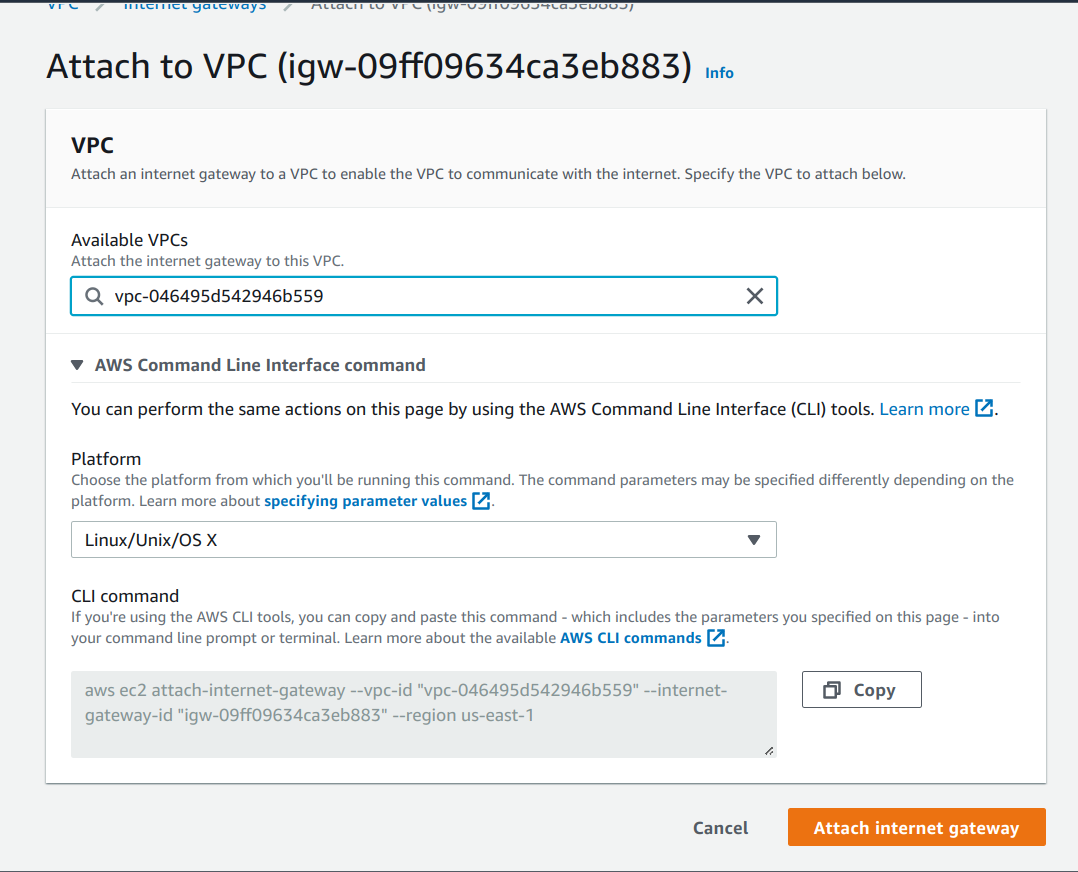 VPC / Internet gateways / Attach to VPC (igw-09ff09634ca3eb883)
Attach to VPC (igw-09ff09634ca3eb883) Info
VPC
Attach an internet gateway to a VPC to enable the VPC to communicate with the internet. Specify the VPC to attach below.
Available VPCs
Attach the internet gateway to this VPC.
vpc-046495d542946b559
AWS Command Line Interface command
You can perform the same actions on this page by using the AWS Command Line Interface (CLI) tools. Learn more .
Platform
Choose the platform from which you'll be running this command. The command parameters may be specified differently depending on the
platform. Learn more about specifying parameter values .
Linux/Unix/OS X
CLI command
If you're using the AWS CLI tools, you can copy and paste this command - which includes the parameters you specified on this page - into
your command line prompt or terminal. Learn more about the available AWS CLI commands .
aws ec2 attach-internet-gateway --vpc-id "vpc-046495d542946b559" --internet-
gateway-id "igw-09ff09634ca3eb883" --region us-east-1
Copy
Cancel
Attach internet gateway